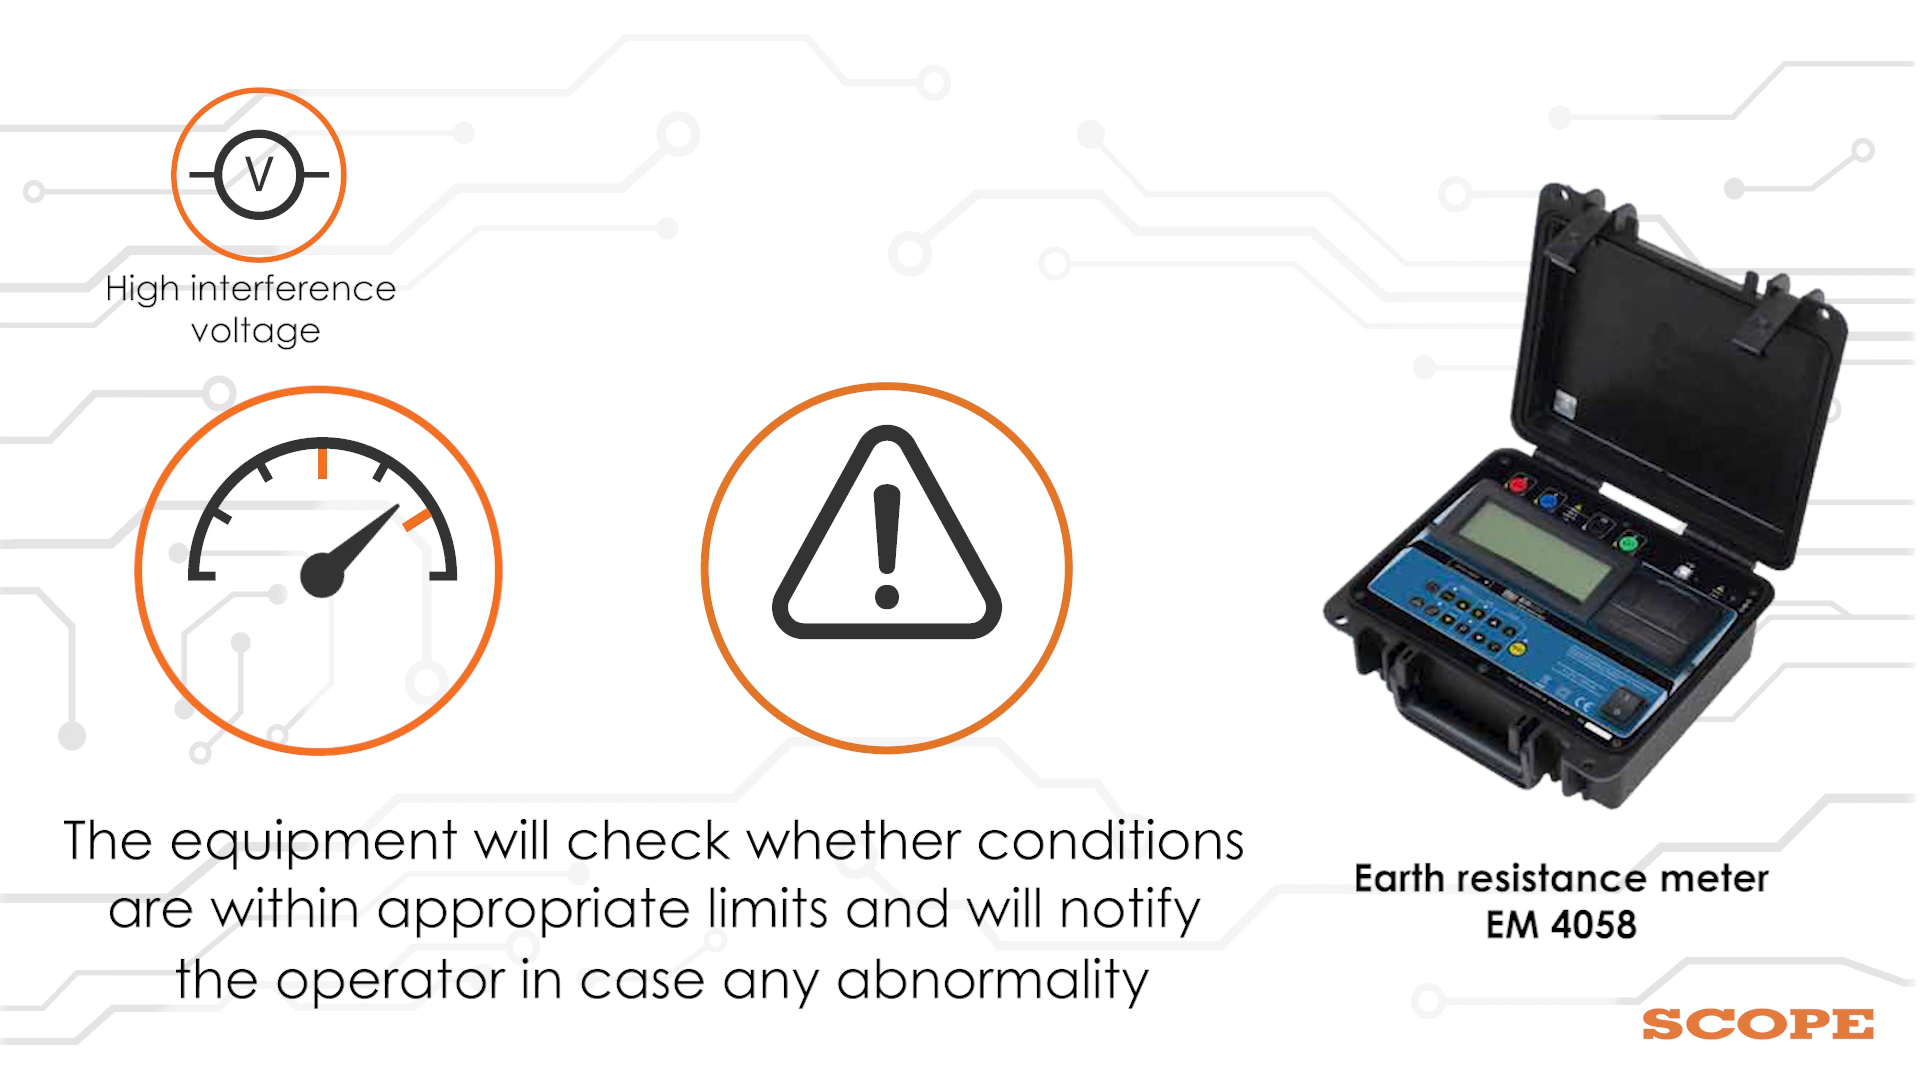 V
High interference
voltage
The equipment will check whether conditions
are within appropriate limits and will notify
the operator in case any abnormality
Earth resistance meter
EM 4058
SCOPE